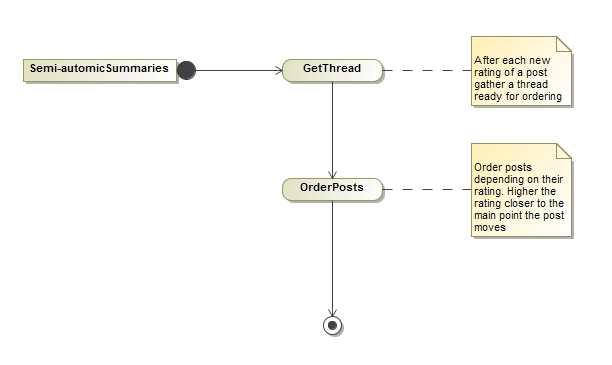 Semi-automicSummaries
GetThread
After each new
rating of a post
gather a thread
ready for ordering
OrderPosts
Order posts
depending on their
rating. Higher the
rating closer to the
main point the post
moves